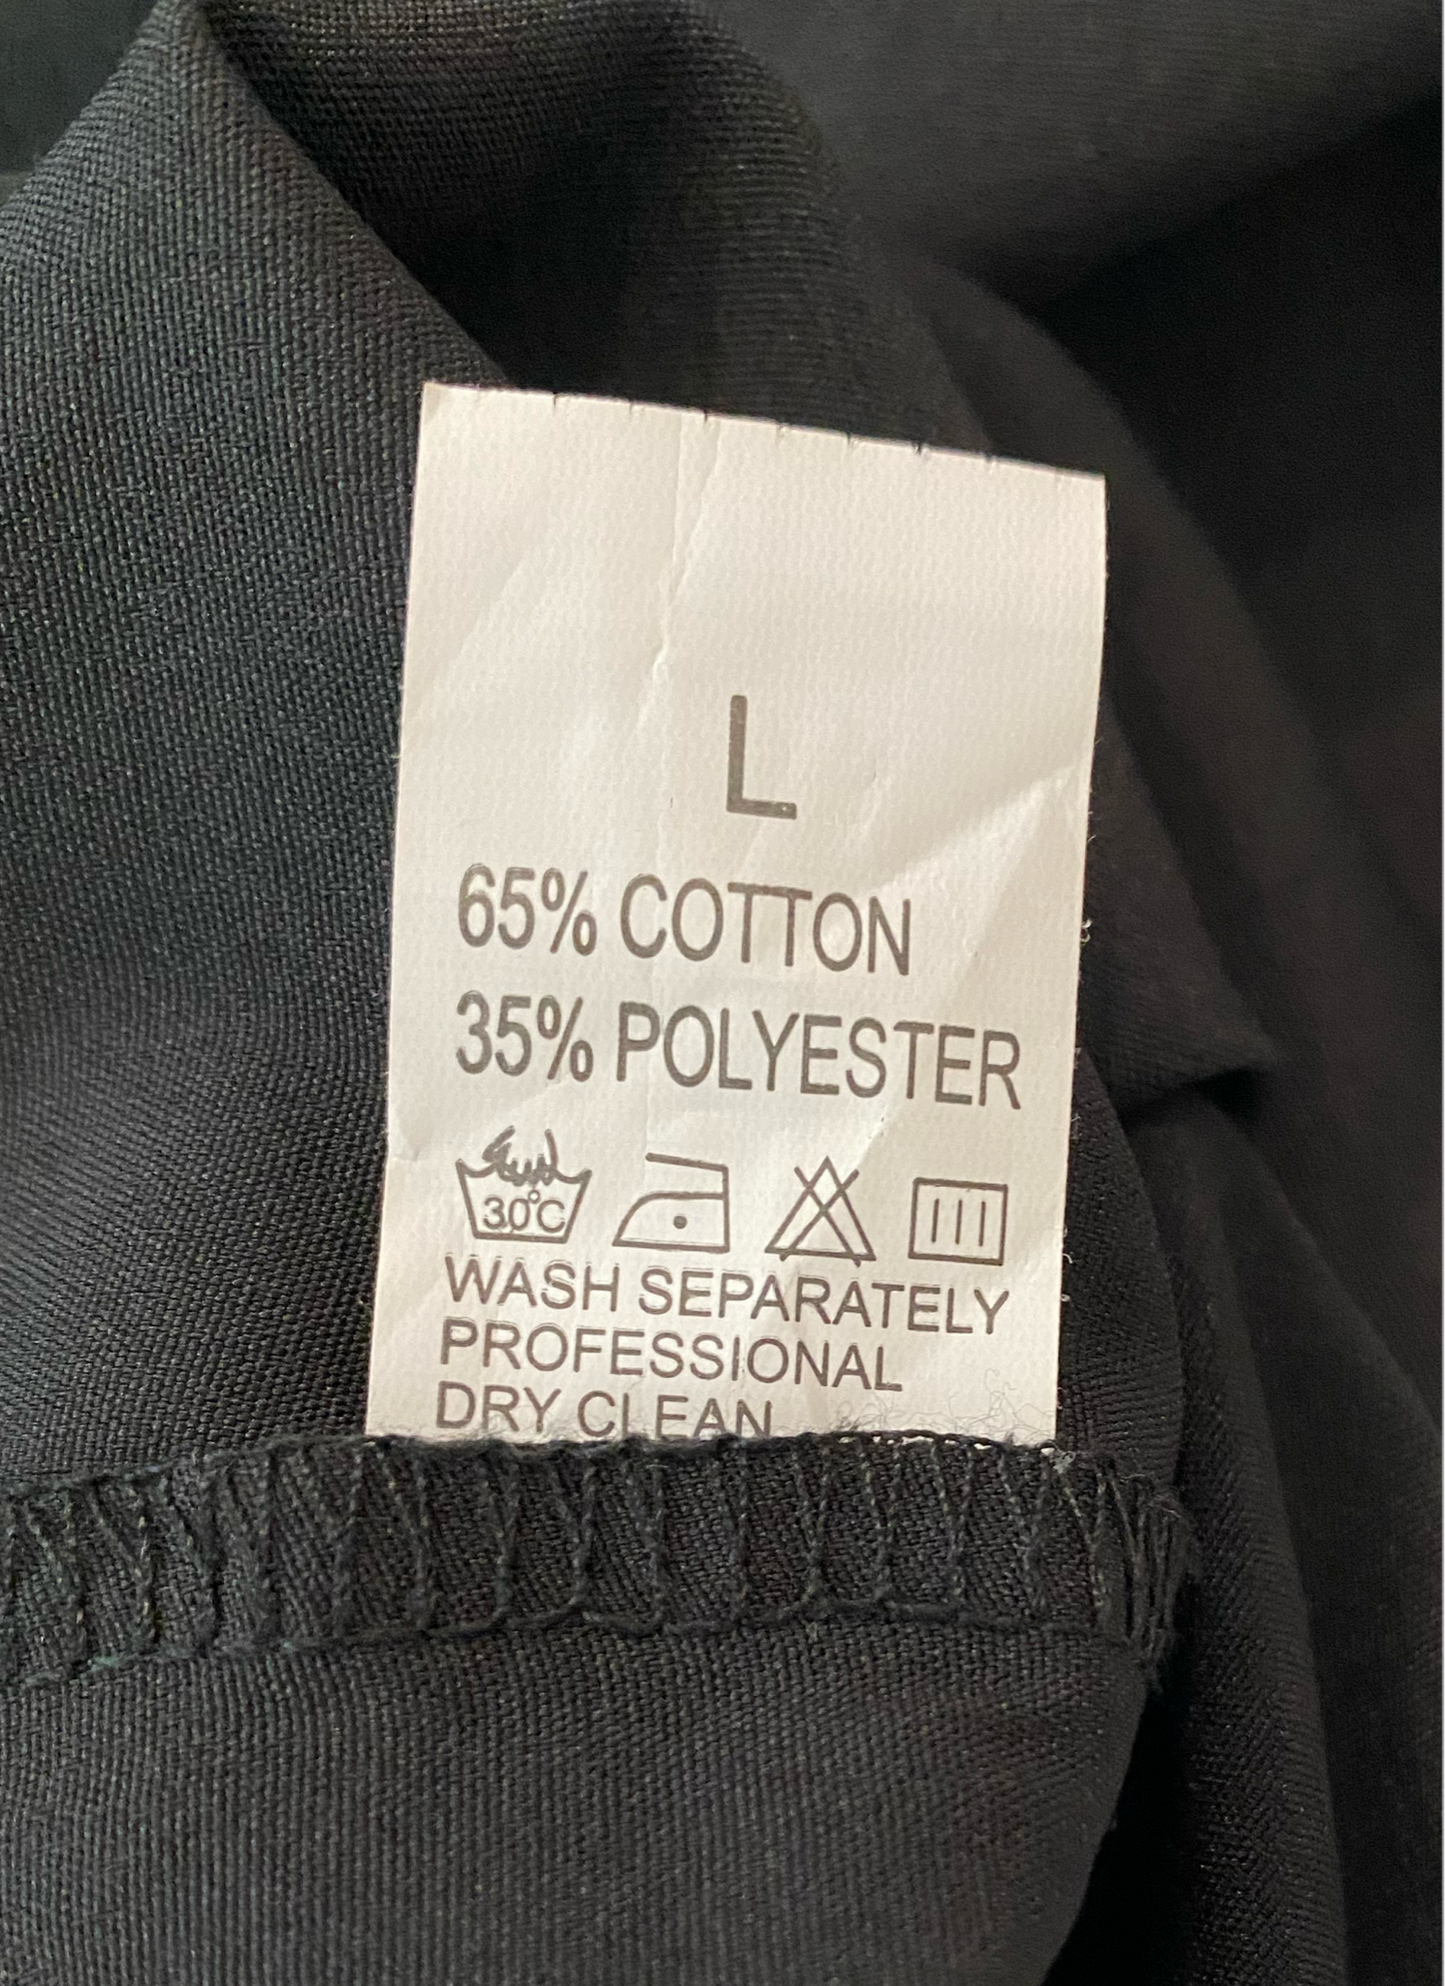 L
65% COTTON
35% POLYESTER
30°C
WASH SEPARATELY
PROFESSIONAL
DRY CLEAN